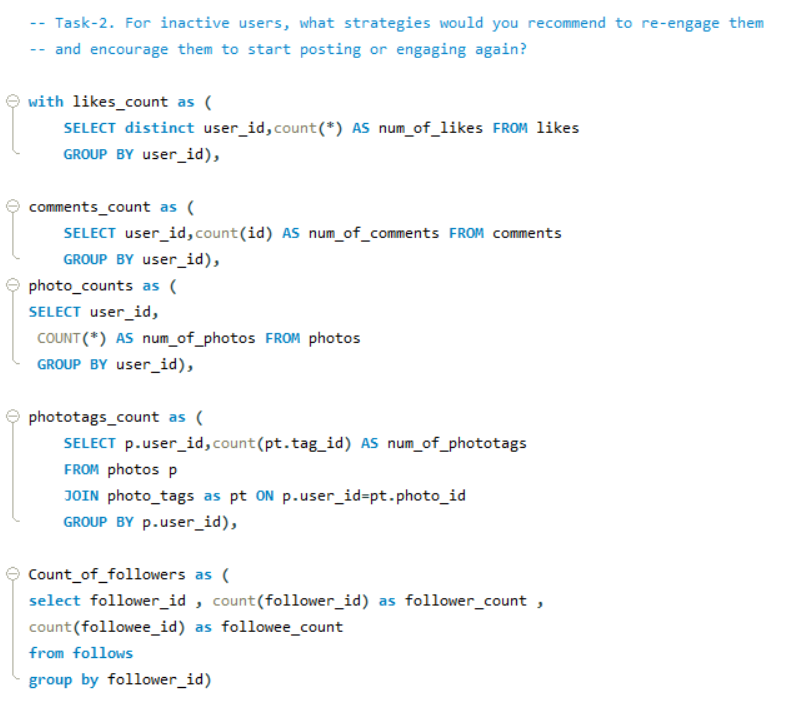 -- Task-2. For inactive users, what strategies would you recommend to re-engage them
-- and encourage them to start posting or engaging again?
with likes_count as (
SELECT distinct user_id,count(*) AS num_of_likes FROM likes
GROUP BY user_id),
comments_count as (
SELECT user_id,count(id) AS num_of_comments FROM comments
GROUP BY user_id),
photo_counts as (
SELECT user_id,
COUNT(*) AS num_of_photos FROM photos
GROUP BY user_id),
phototags_count as (
SELECT p.user_id,count(pt.tag_id) AS num_of_phototags
FROM photos p
JOIN photo_tags as pt ON p.user_id=pt.photo_id
GROUP BY p.user_id),
Count_of_followers as (
select follower_id , count(follower_id) as follower_count ,
count(followee_id) as followee_count
from follows
group by follower_id)